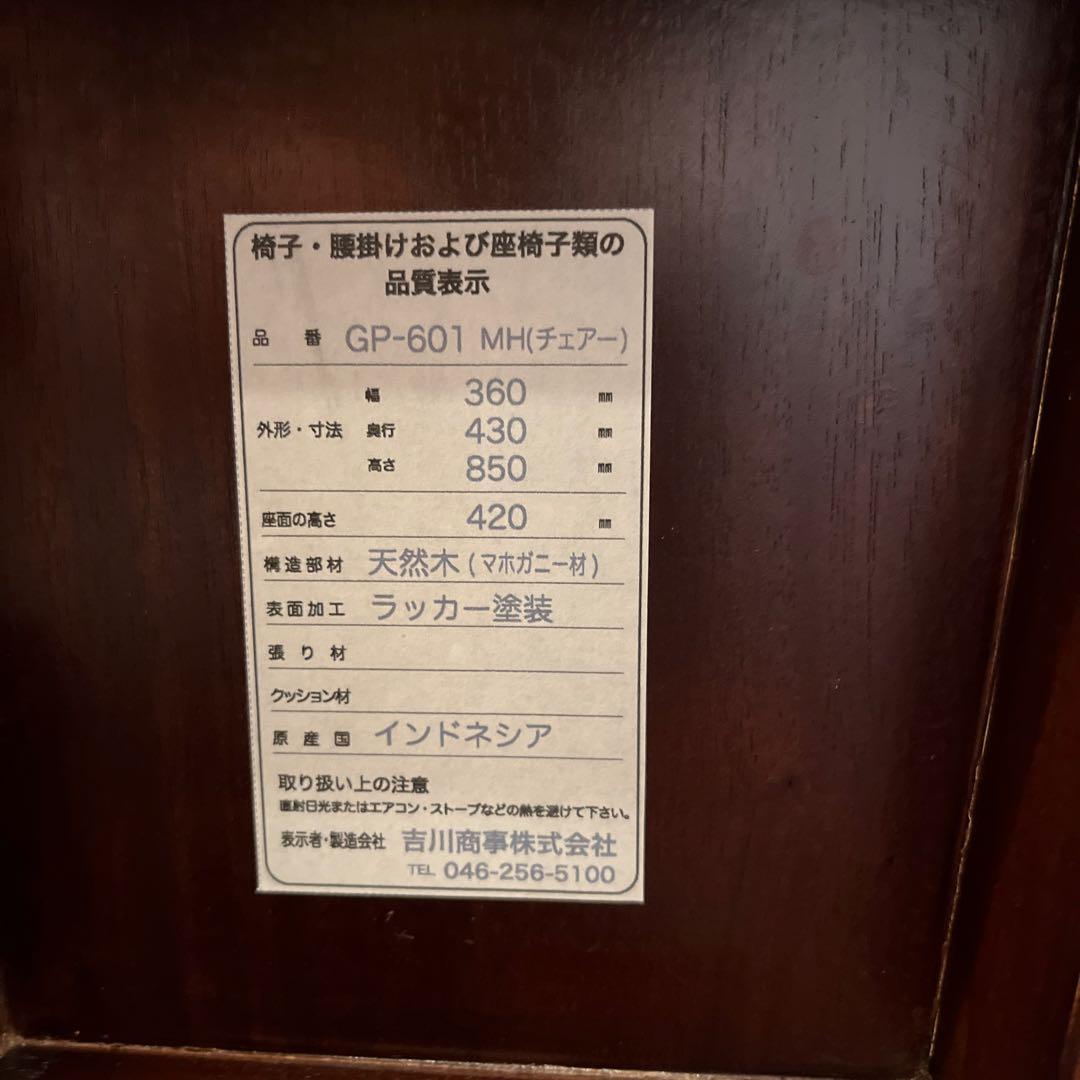 椅子・腰掛けおよび座椅子類の
品質表示
品番 GP-601 MH(チェアー)
幅 360 ㎜
外形・寸法 奥行 430 ㎜
高さ 850 ㎜
座面の高さ 420 ㎜
構造部材 天然木(マホガニー材)
表面加工 ラッカー塗装
張り材
クッション材
原産国 インドネシア
取り扱い上の注意
直射日光またはエアコン・ストーブなどの熱を避けて下さい。
表示者・製造会社 吉川商事株式会社
TEL 046-256-5100